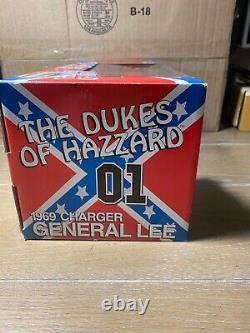 B-18
THE DUKES
OF HAZZARD
01
1969 CHARGER
GENERAL LEE